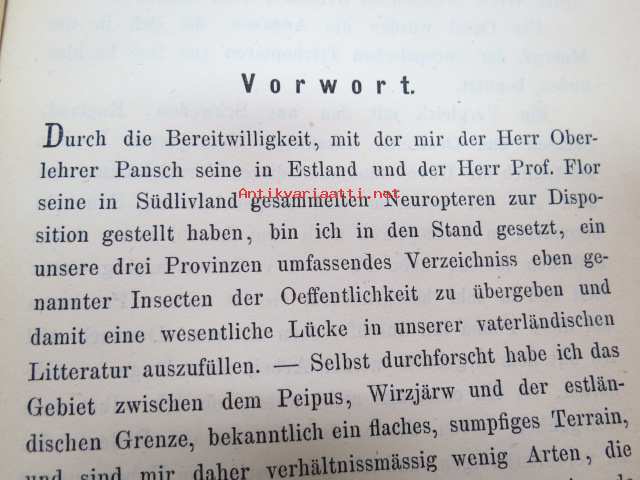 Vorwort.
Durch die Bereitwilligkeit, mit der mir der Herr Ober-
lehrer Pansch seine in Estland und der Herr Prof. Flor
Antikvariaatti.net
seine in Südlivland gesammelten Neuropteren zur Dispo-
sition gestellt haben, bin ich in den Stand gesetzt, ein
unsere drei Provinzen umfassendes Verzeichniss eben ge-
nannter Insecten der Oeffentlichkeit zu übergeben und
damit eine wesentliche Lücke in unserer vaterländischen
Litteratur auszufüllen. — Selbst durchforscht habe ich das
Gebiet zwischen dem Peipus, Wirzjärw und der estlän-
dischen Grenze, bekanntlich ein flaches, sumpfiges Terrain,
und sind mir daher verhältnissmässig wenig Arten, die